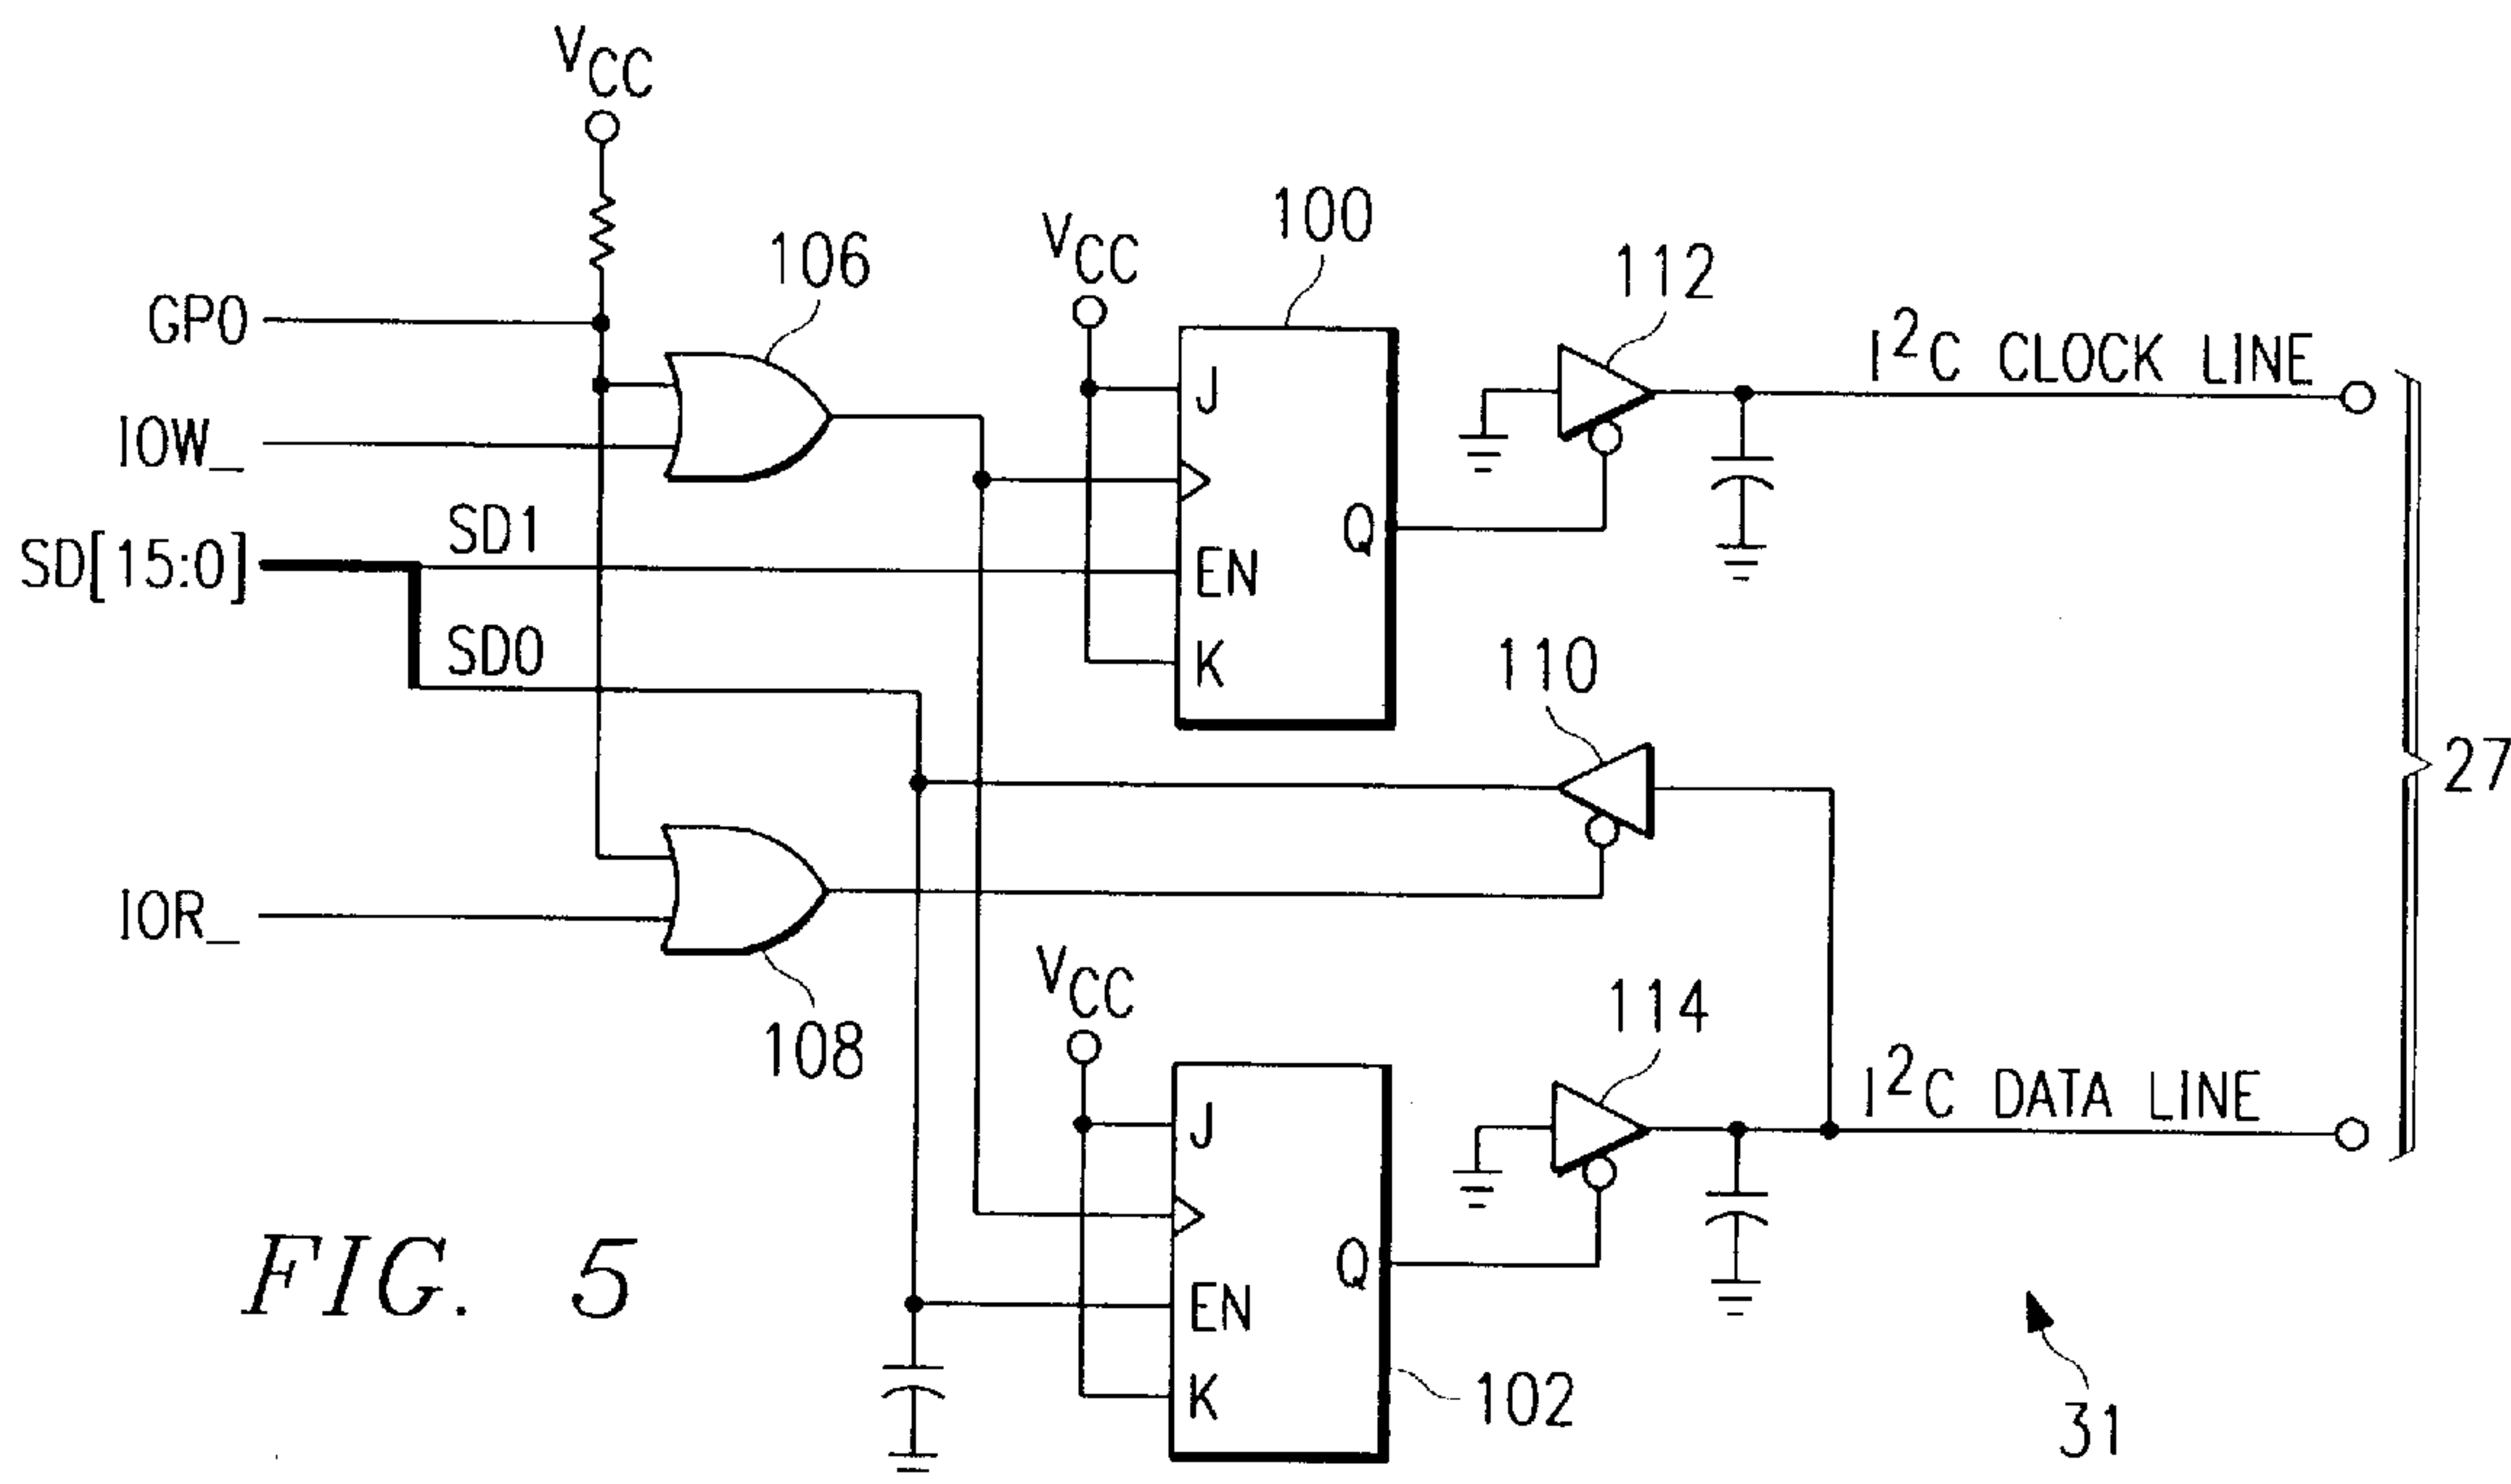 VCC
106
GPO
IOW_
SD[15:0]
SD1
SD0
IOR_
108
VCC
100
J
EN
K
Q
112
I²C CLOCK LINE
110
27
VCC
J
EN
K
Q
102
114
I²C DATA LINE
31
FIG. 5